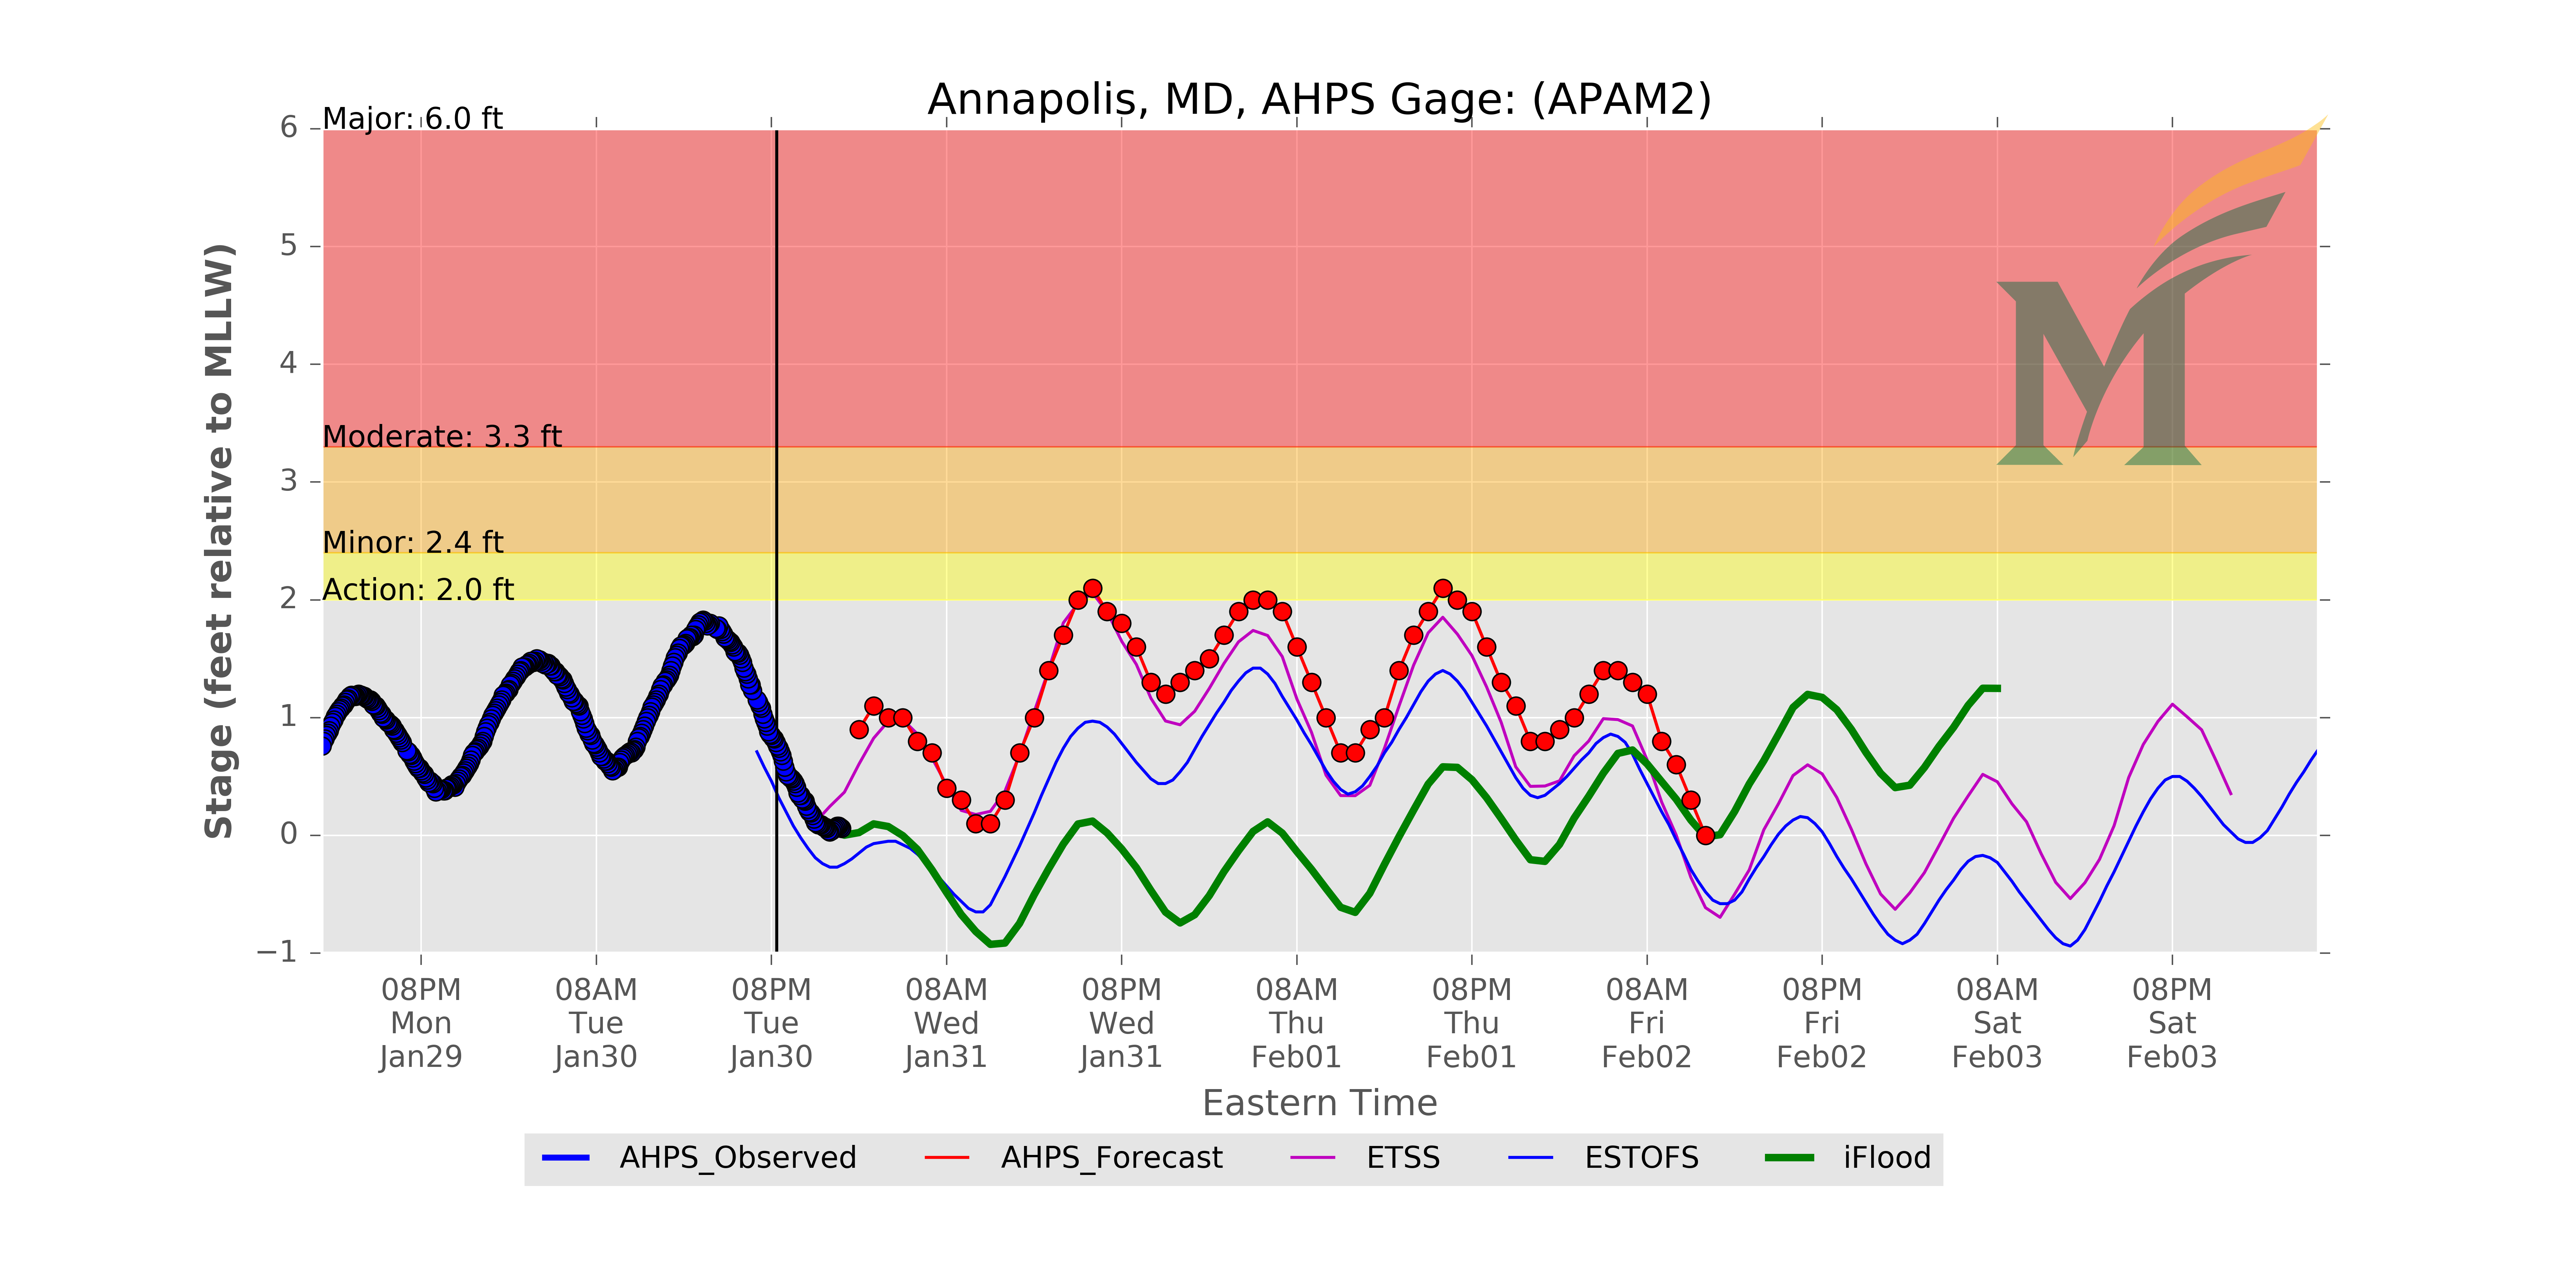 Annapolis, MD, AHPS Gage: (APAM2)
Major: 6.0 ft
Moderate: 3.3 ft
Minor: 2.4 ft
Action: 2.0 ft
Stage (feet relative to MLLW)
6
5
4
3
2
1
0
−1
08PM Mon Jan29
08AM Tue Jan30
08PM Tue Jan30
08AM Wed Jan31
08PM Wed Jan31
08AM Thu Feb01
08PM Thu Feb01
08AM Fri Feb02
08PM Fri Feb02
08AM Sat Feb03
08PM Sat Feb03
Eastern Time
AHPS_Observed AHPS_Forecast ETSS ESTOFS iFlood
M